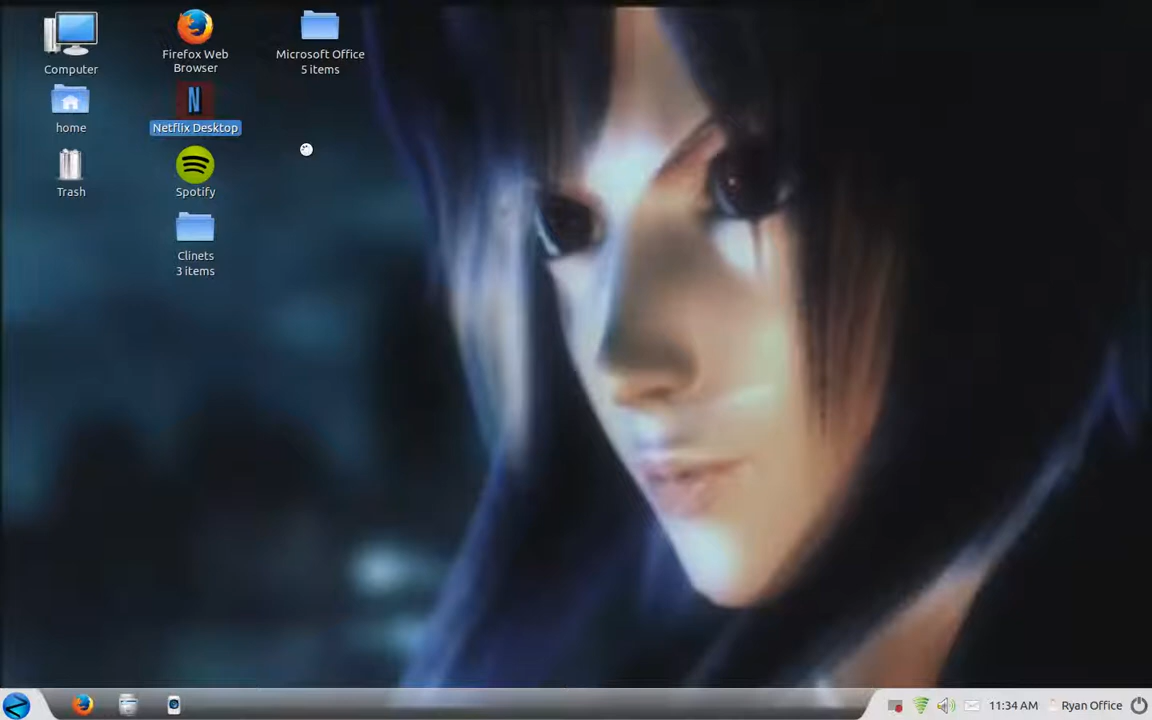 Computer
Firefox Web
Browser
Microsoft Office
5 items
home
N
Netflix Desktop
Trash
Spotify
Clinets
3 items
11:34 AM
Ryan Office